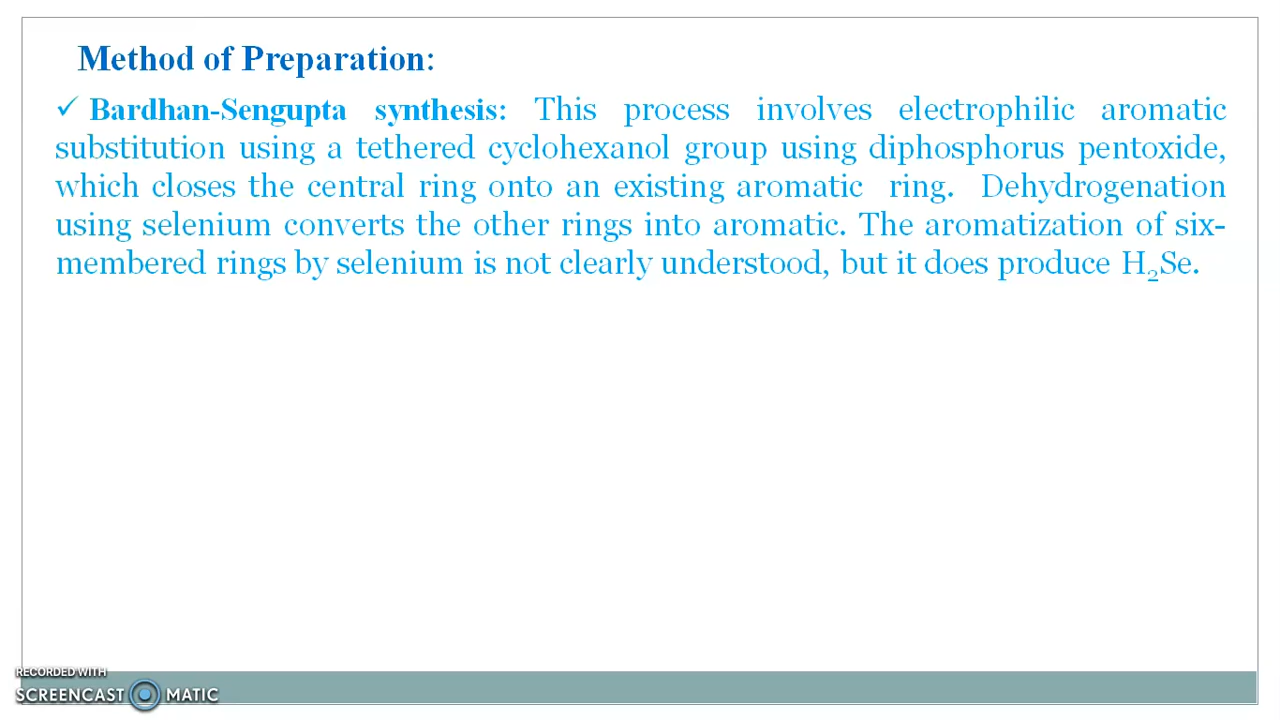 Method of Preparation:
✓ Bardhan-Sengupta synthesis: This process involves electrophilic aromatic
substitution using a tethered cyclohexanol group using diphosphorus pentoxide,
which closes the central ring onto an existing aromatic ring. Dehydrogenation
using selenium converts the other rings into aromatic. The aromatization of six-
membered rings by selenium is not clearly understood, but it does produce H₂Se.
RECORDED WITH
SCREENCAST MATIC